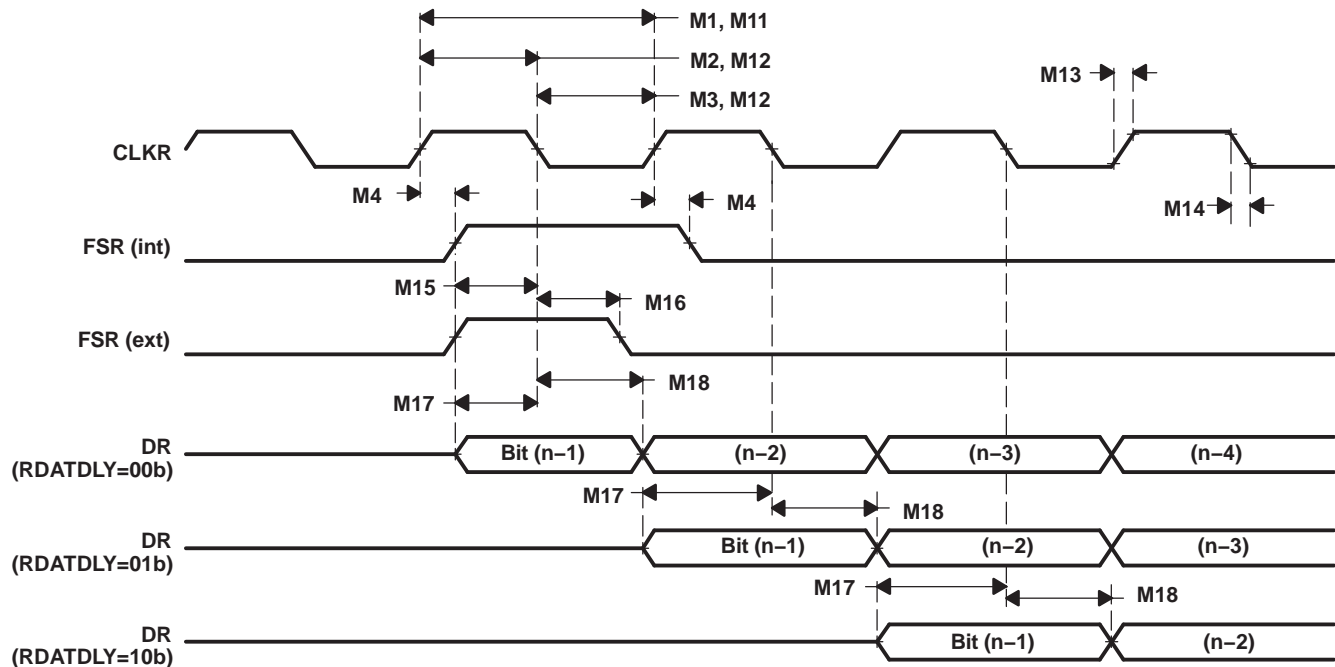 M1, M11
M2, M12
M3, M12
M13
CLKR
M4
M4
M14
FSR (int)
M15
M16
FSR (ext)
M18
M17
DR
(RDATDLY=00b)
Bit (n–1)
(n–2)
(n–3)
(n–4)
M17
M18
DR
(RDATDLY=01b)
Bit (n–1)
(n–2)
(n–3)
M17
M18
DR
(RDATDLY=10b)
Bit (n–1)
(n–2)